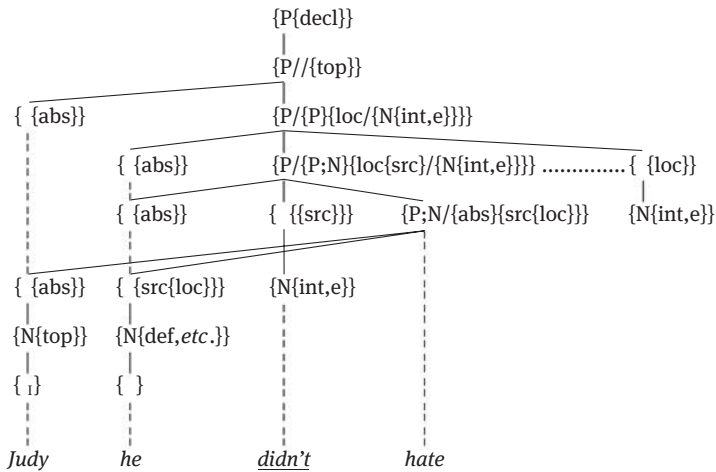 {P{decl}}
{P//{top}}
{ {abs}} {P/{P}{loc/{N{int,e}}}}
{ {abs}} {P/{P;N}{loc{src}/{N{int,e}}}} .............. { {loc}}
{ {abs}} { {{src}}} {P;N/{abs}{src{loc}}} {N{int,e}}
{ {abs}} { {src{loc}}} {N{int,e}}
{N{top}} {N{def,etc.}}
{ I} { }
Judy he didn't hate